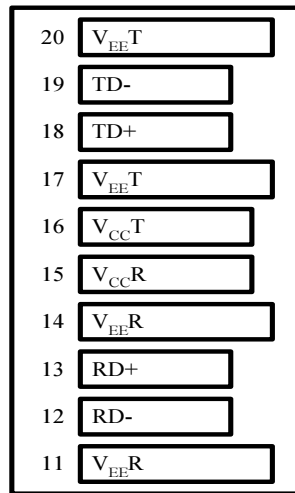 20 VEET
19 TD-
18 TD+
17 VEET
16 VCCT
15 VCCR
14 VEER
13 RD+
12 RD-
11 VEER